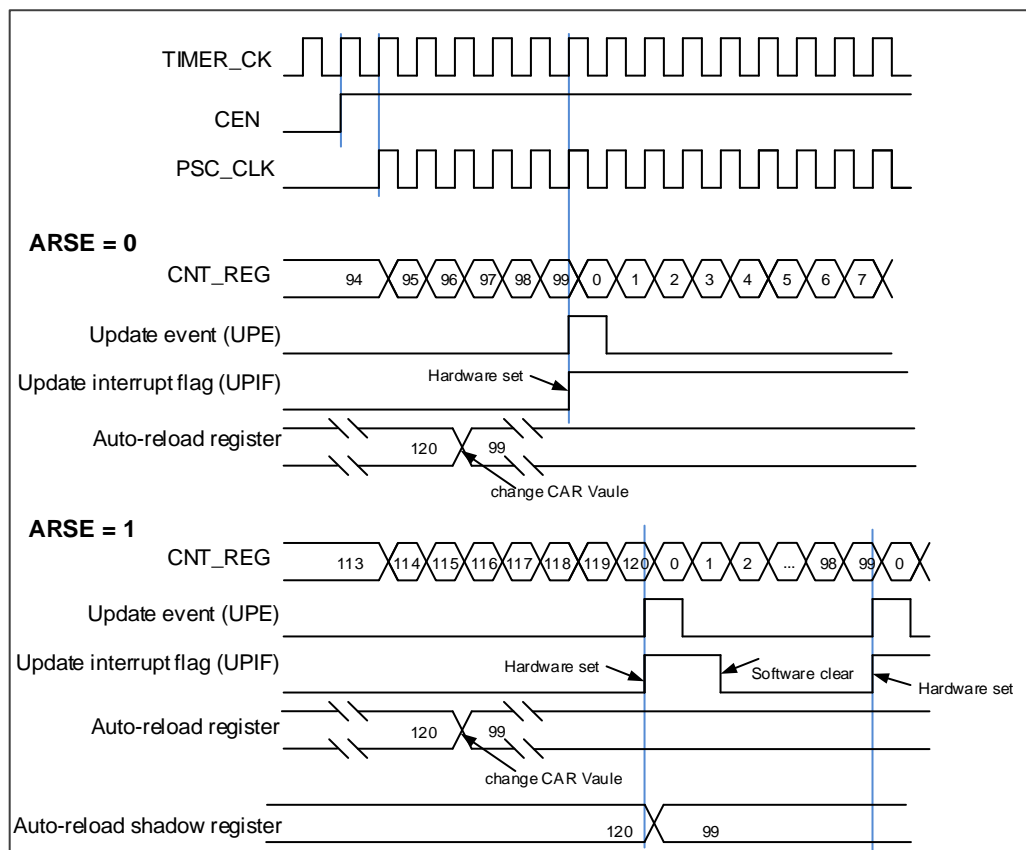 TIMER_CK
CEN
PSC_CLK
ARSE = 0
CNT_REG
94 95 96 97 98 99 0 1 2 3 4 5 6 7
Update event (UPE)
Update interrupt flag (UPIF)
Hardware set
Auto-reload register
120 99
change CAR Vaule
ARSE = 1
CNT_REG
113 114 115 116 117 118 119 120 0 1 2 ... 98 99 0
Update event (UPE)
Update interrupt flag (UPIF)
Hardware set
Software clear
Hardware set
Auto-reload register
120 99
change CAR Vaule
Auto-reload shadow register
120 99